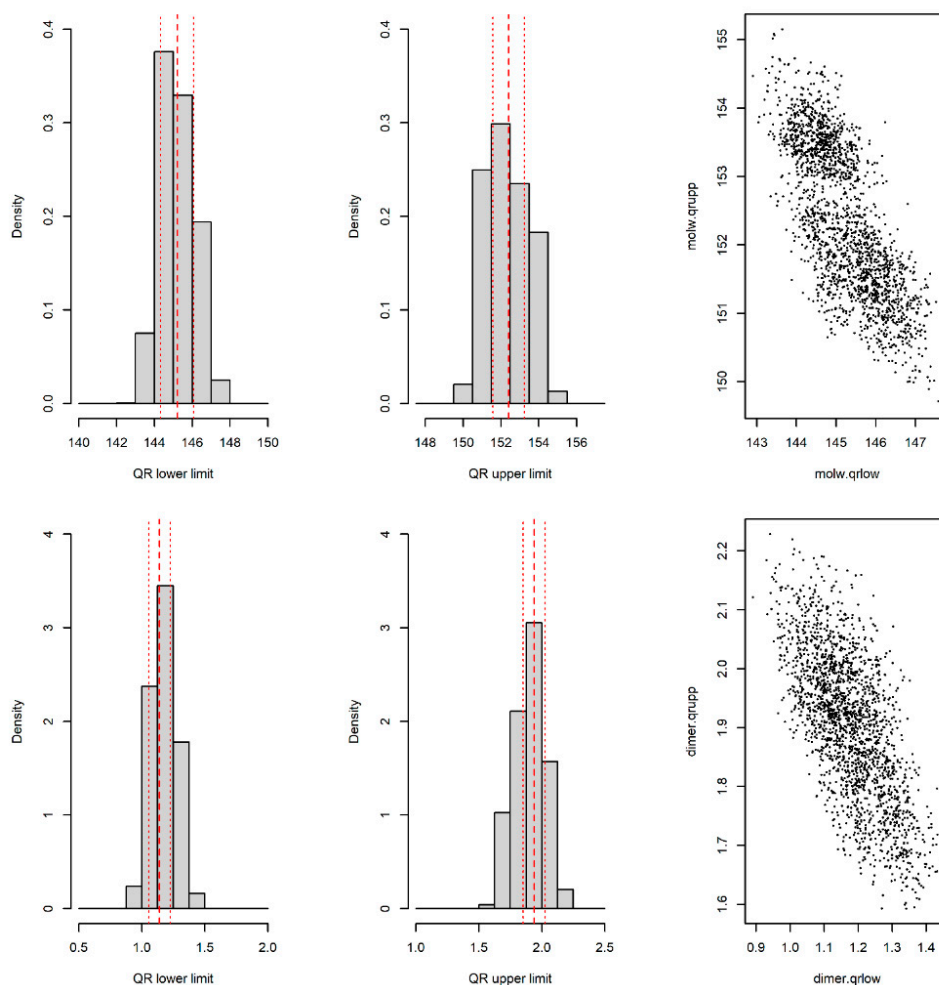 0.4
0.3
0.2
0.1
0.0
Density
140 142 144 146 148 150
QR lower limit
0.4
0.3
0.2
0.1
0.0
Density
148 150 152 154 156
QR upper limit
155
154
153
152
151
150
molw.qrupp
143 144 145 146 147
molw.qrlow
4
3
2
1
0
Density
0.5 1.0 1.5 2.0
QR lower limit
4
3
2
1
0
Density
1.0 1.5 2.0 2.5
QR upper limit
2.2
2.1
2.0
1.9
1.8
1.7
1.6
dimer.qrupp
0.9 1.0 1.1 1.2 1.3 1.4
dimer.qrlow